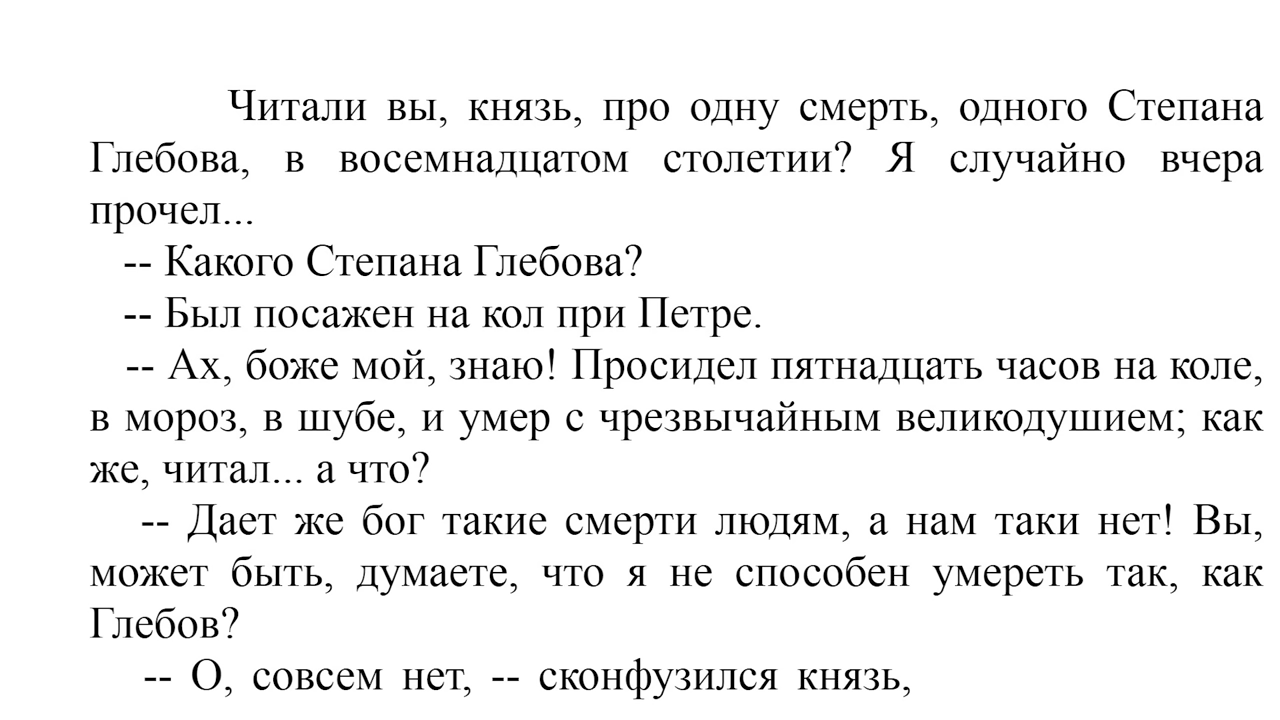 Читали вы, князь, про одну смерть, одного Степана
Глебова, в восемнадцатом столетии? Я случайно вчера
прочел...
-- Какого Степана Глебова?
-- Был посажен на кол при Петре.
-- Ах, боже мой, знаю! Просидел пятнадцать часов на коле,
в мороз, в шубе, и умер с чрезвычайным великодушием; как
же, читал... а что?
-- Дает же бог такие смерти людям, а нам таки нет! Вы,
может быть, думаете, что я не способен умереть так, как
Глебов?
-- О, совсем нет, -- сконфузился князь,